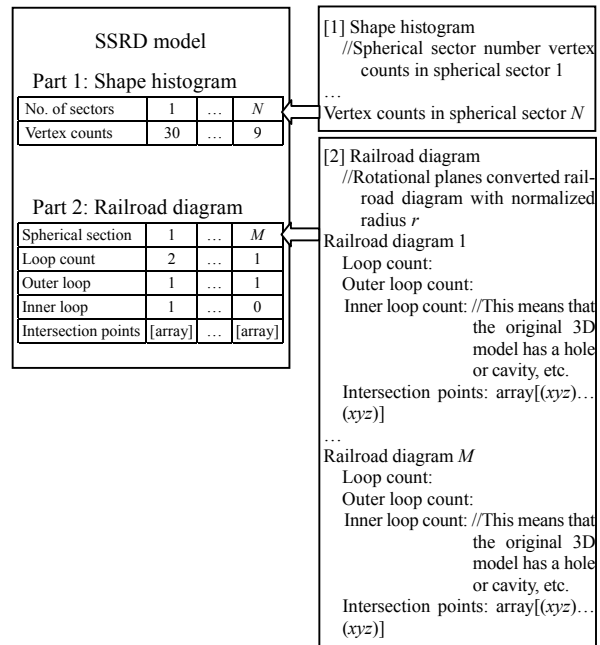 SSRD model
Part 1: Shape histogram
No. of sectors 1 … N
Vertex counts 30 … 9
Part 2: Railroad diagram
Spherical section 1 … M
Loop count 2 … 1
Outer loop 1 … 1
Inner loop 1 … 0
Intersection points [array] … [array]
[1] Shape histogram
//Spherical sector number vertex
counts in spherical sector 1
…
Vertex counts in spherical sector N
[2] Railroad diagram
//Rotational planes converted rail-
road diagram with normalized
radius r
Railroad diagram 1
Loop count:
Outer loop count:
Inner loop count: //This means that
the original 3D
model has a hole
or cavity, etc.
Intersection points: array[(xyz)…
(xyz)]
…
Railroad diagram M
Loop count:
Outer loop count:
Inner loop count: //This means that
the original 3D
model has a hole
or cavity, etc.
Intersection points: array[(xyz)…
(xyz)]